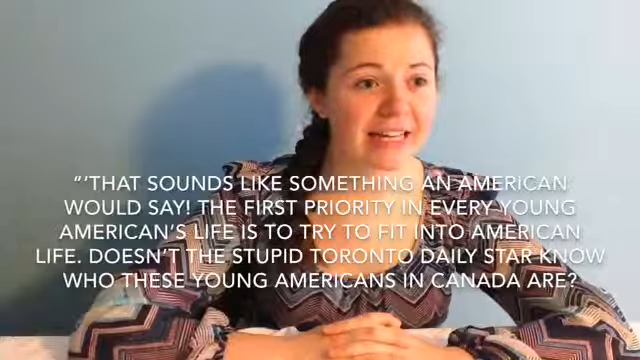 “‘THAT SOUNDS LIKE SOMETHING AN AMERICAN
WOULD SAY! THE FIRST PRIORITY IN EVERY YOUNG
AMERICAN’S LIFE IS TO TRY TO FIT INTO AMERICAN
LIFE. DOESN’T THE STUPID TORONTO DAILY STAR KNOW
WHO THESE YOUNG AMERICANS IN CANADA ARE?